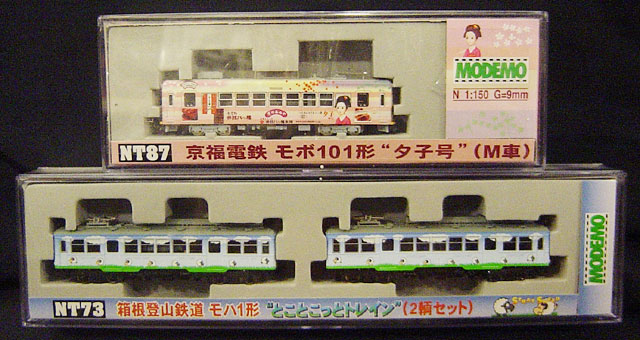 MODEMO
N 1:150 G=9mm
NT87 京福電鉄 モボ101形 “夕子号” (M車)
MODEMO
NT73 箱根登山鉄道 モハ1形 “とことこっとトレイン” (2輌セット)